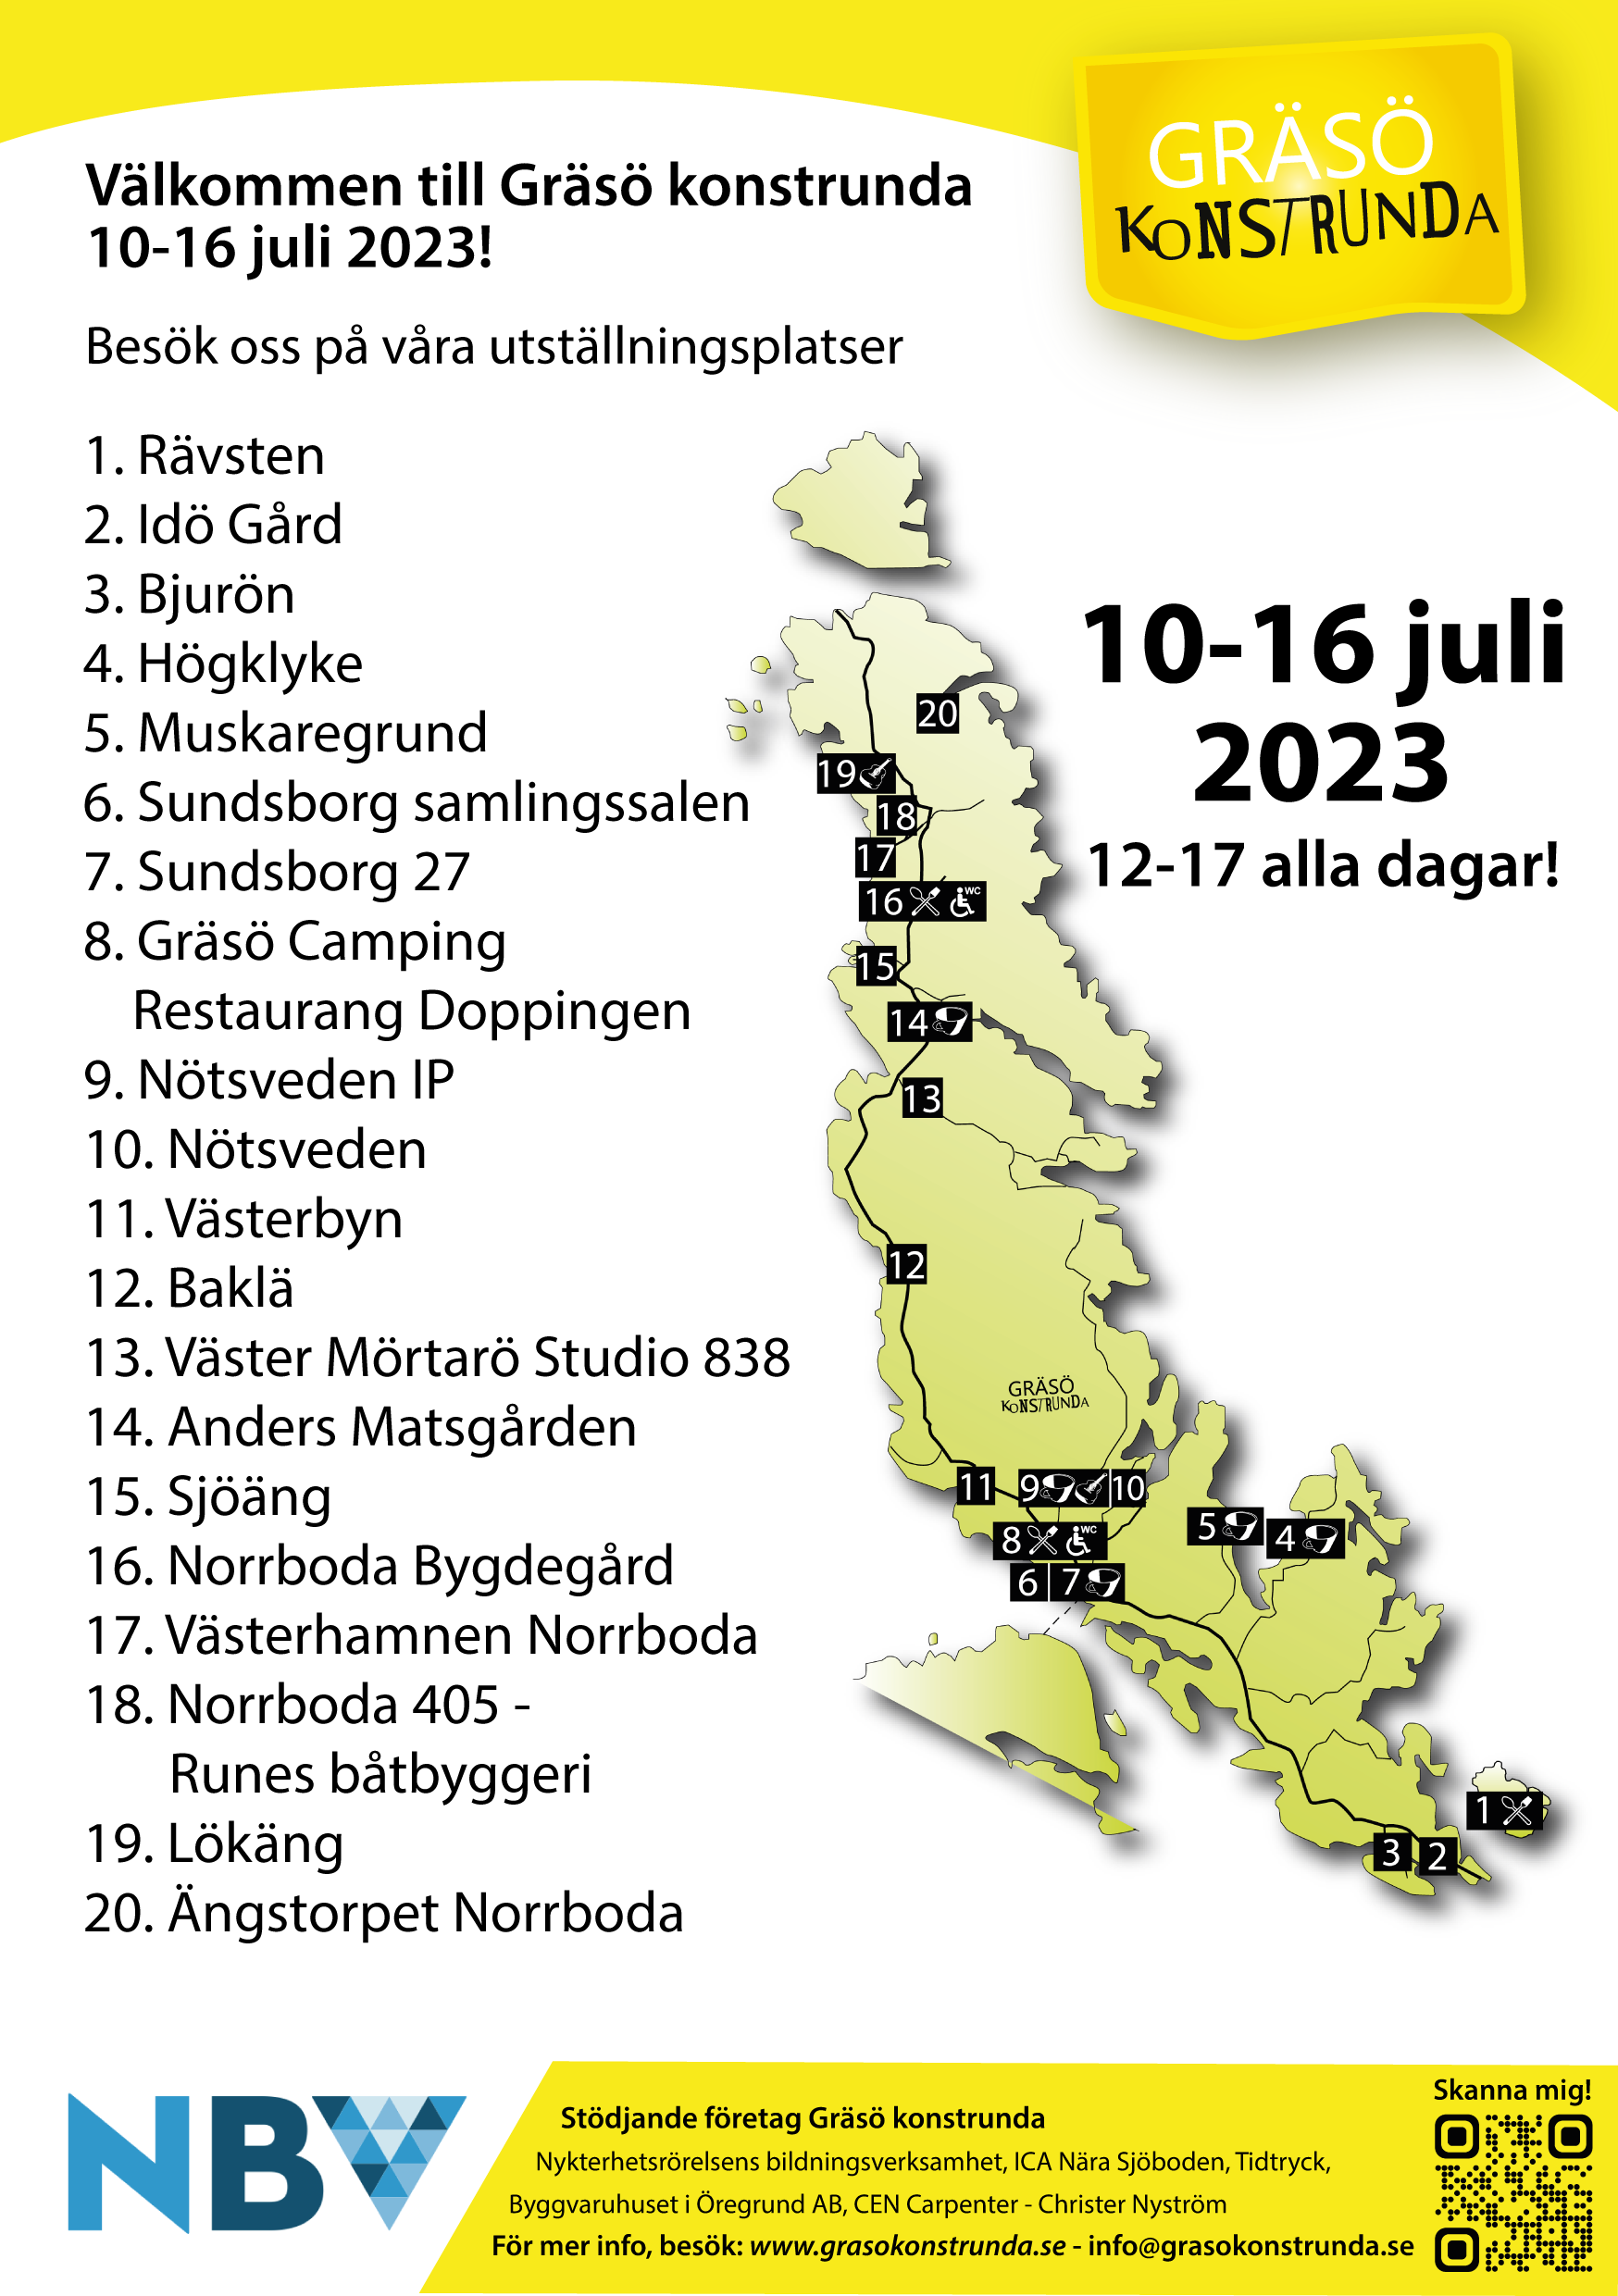 GRÄSÖ
KONSTRUNDA
Välkommen till Gräsö konstrunda
10-16 juli 2023!
Besök oss på våra utställningsplatser
1. Rävsten
2. Idö Gård
3. Bjurön
4. Högklyke
5. Muskaregrund
6. Sundsborg samlingssalen
7. Sundsborg 27
8. Gräsö Camping
Restaurang Doppingen
9. Nötsveden IP
10. Nötsveden
11. Västerbyn
12. Baklä
13. Väster Mörtarö Studio 838
14. Anders Matsgården
15. Sjöäng
16. Norrboda Bygdegård
17. Västerhamnen Norrboda
18. Norrboda 405 -
Runes båtbyggeri
19. Lökäng
20. Ängstorpet Norrboda
10-16 juli
2023
12-17 alla dagar!
20
19
18
17
16 WC
15
14
13
12
GRÄSÖ
KONSTRUNDA
11
9 10
8 WC
6 7
5
4
1
3
2
NBV
Stödjande företag Gräsö konstrunda
Nykterhetsrörelsens bildningsverksamhet, ICA Nära Sjöboden, Tidtryck,
Byggvaruhuset i Öregrund AB, CEN Carpenter - Christer Nyström
För mer info, besök: www.grasokonstrunda.se - info@grasokonstrunda.se
Skanna mig!